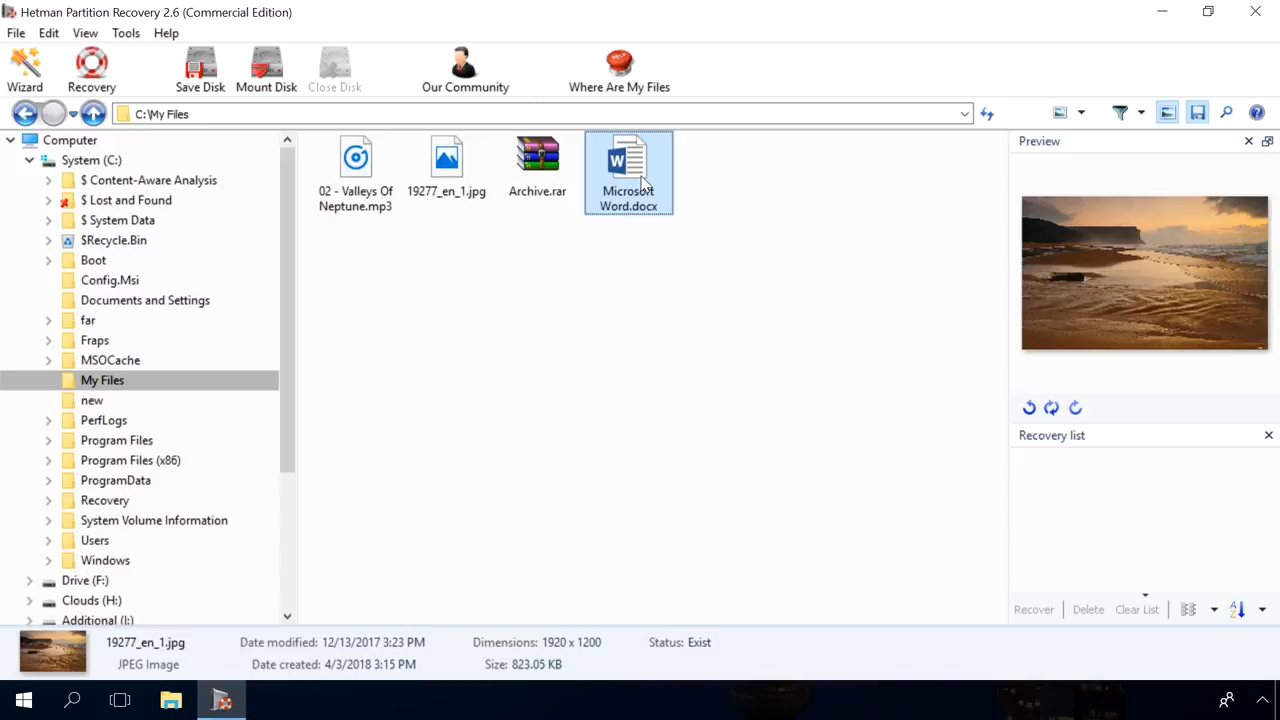 Hetman Partition Recovery 2.6 (Commercial Edition)
File Edit View Tools Help
Wizard Recovery Save Disk Mount Disk Close Disk Our Community Where Are My Files
C:\My Files
Computer
System (C:)
$ Content-Aware Analysis
$ Lost and Found
$ System Data
$Recycle.Bin
Boot
Config.Msi
Documents and Settings
far
Fraps
MSOCache
My Files
new
PerfLogs
Program Files
Program Files (x86)
ProgramData
Recovery
System Volume Information
Users
Windows
Drive (F:)
Clouds (H:)
Additional (I:)
02 - Valleys Of
Neptune.mp3
19277_en_1.jpg
Archive.rar
Microsoft
Word.docx
Preview
Recovery list
Recover Delete Clear List
19277_en_1.jpg Date modified: 12/13/2017 3:23 PM Dimensions: 1920 x 1200 Status: Exist
JPEG Image Date created: 4/3/2018 3:15 PM Size: 823.05 KB